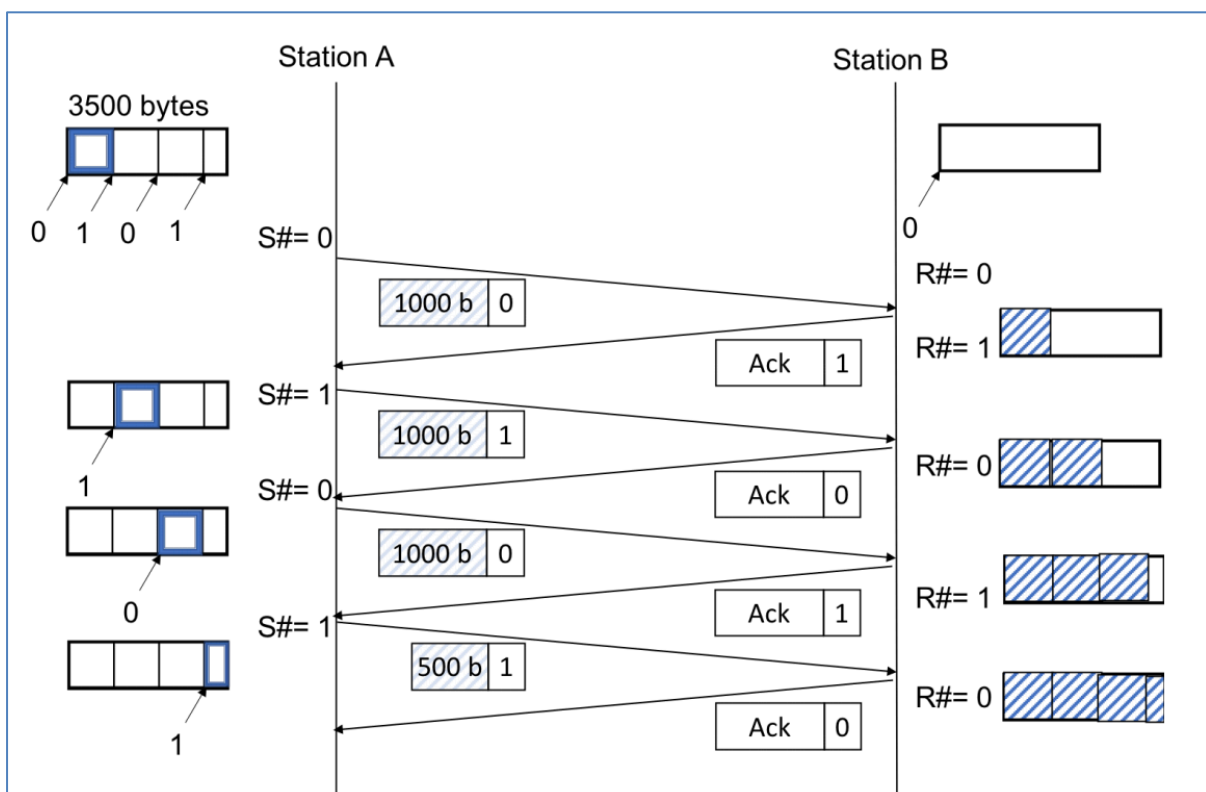 Station A
Station B
3500 bytes
0 1 0 1
0
S#= 0
R#= 0
1000 b 0
R#= 1
Ack 1
S#= 1
1000 b 1
1
R#= 0
S#= 0
Ack 0
1000 b 0
0
R#= 1
Ack 1
S#= 1
500 b 1
R#= 0
Ack 0
1